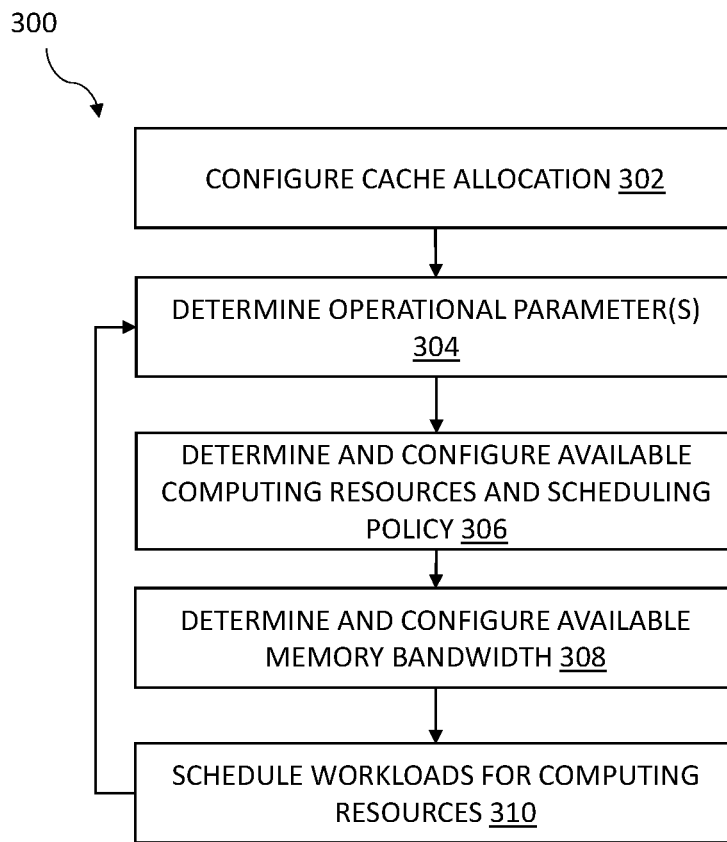 300
CONFIGURE CACHE ALLOCATION 302
DETERMINE OPERATIONAL PARAMETER(S)
304
DETERMINE AND CONFIGURE AVAILABLE
COMPUTING RESOURCES AND SCHEDULING
POLICY 306
DETERMINE AND CONFIGURE AVAILABLE
MEMORY BANDWIDTH 308
SCHEDULE WORKLOADS FOR COMPUTING
RESOURCES 310